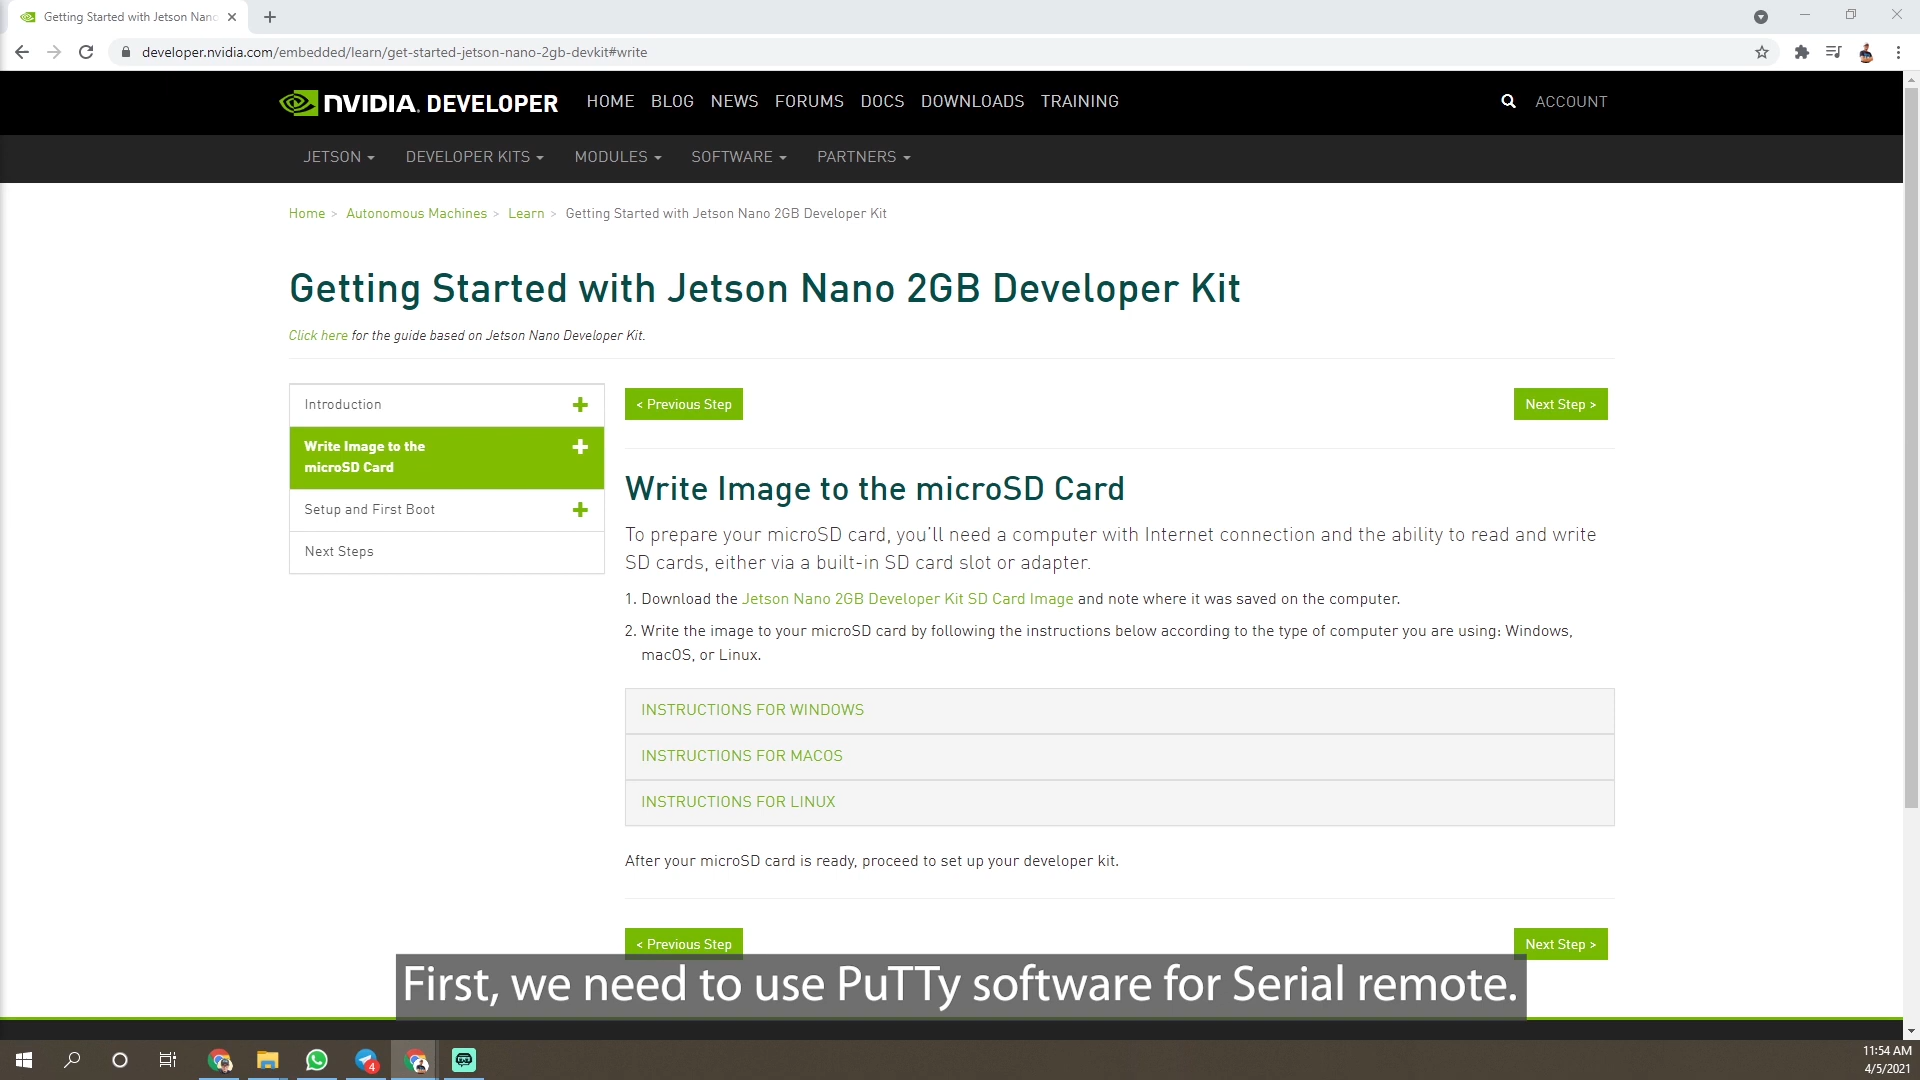 Getting Started with Jetson Nano
developer.nvidia.com/embedded/learn/get-started-jetson-nano-2gb-devkit#write
NVIDIA. DEVELOPER HOME BLOG NEWS FORUMS DOCS DOWNLOADS TRAINING ACCOUNT
JETSON DEVELOPER KITS MODULES SOFTWARE PARTNERS
Home > Autonomous Machines > Learn > Getting Started with Jetson Nano 2GB Developer Kit
Getting Started with Jetson Nano 2GB Developer Kit
Click here for the guide based on Jetson Nano Developer Kit.
Introduction
Write Image to the
microSD Card
Setup and First Boot
Next Steps
< Previous Step
Next Step >
Write Image to the microSD Card
To prepare your microSD card, you'll need a computer with Internet connection and the ability to read and write
SD cards, either via a built-in SD card slot or adapter.
1. Download the Jetson Nano 2GB Developer Kit SD Card Image and note where it was saved on the computer.
2. Write the image to your microSD card by following the instructions below according to the type of computer you are using: Windows,
macOS, or Linux.
INSTRUCTIONS FOR WINDOWS
INSTRUCTIONS FOR MACOS
INSTRUCTIONS FOR LINUX
After your microSD card is ready, proceed to set up your developer kit.
< Previous Step
Next Step >
First, we need to use PuTTy software for Serial remote.
4
11:54 AM
4/5/2021